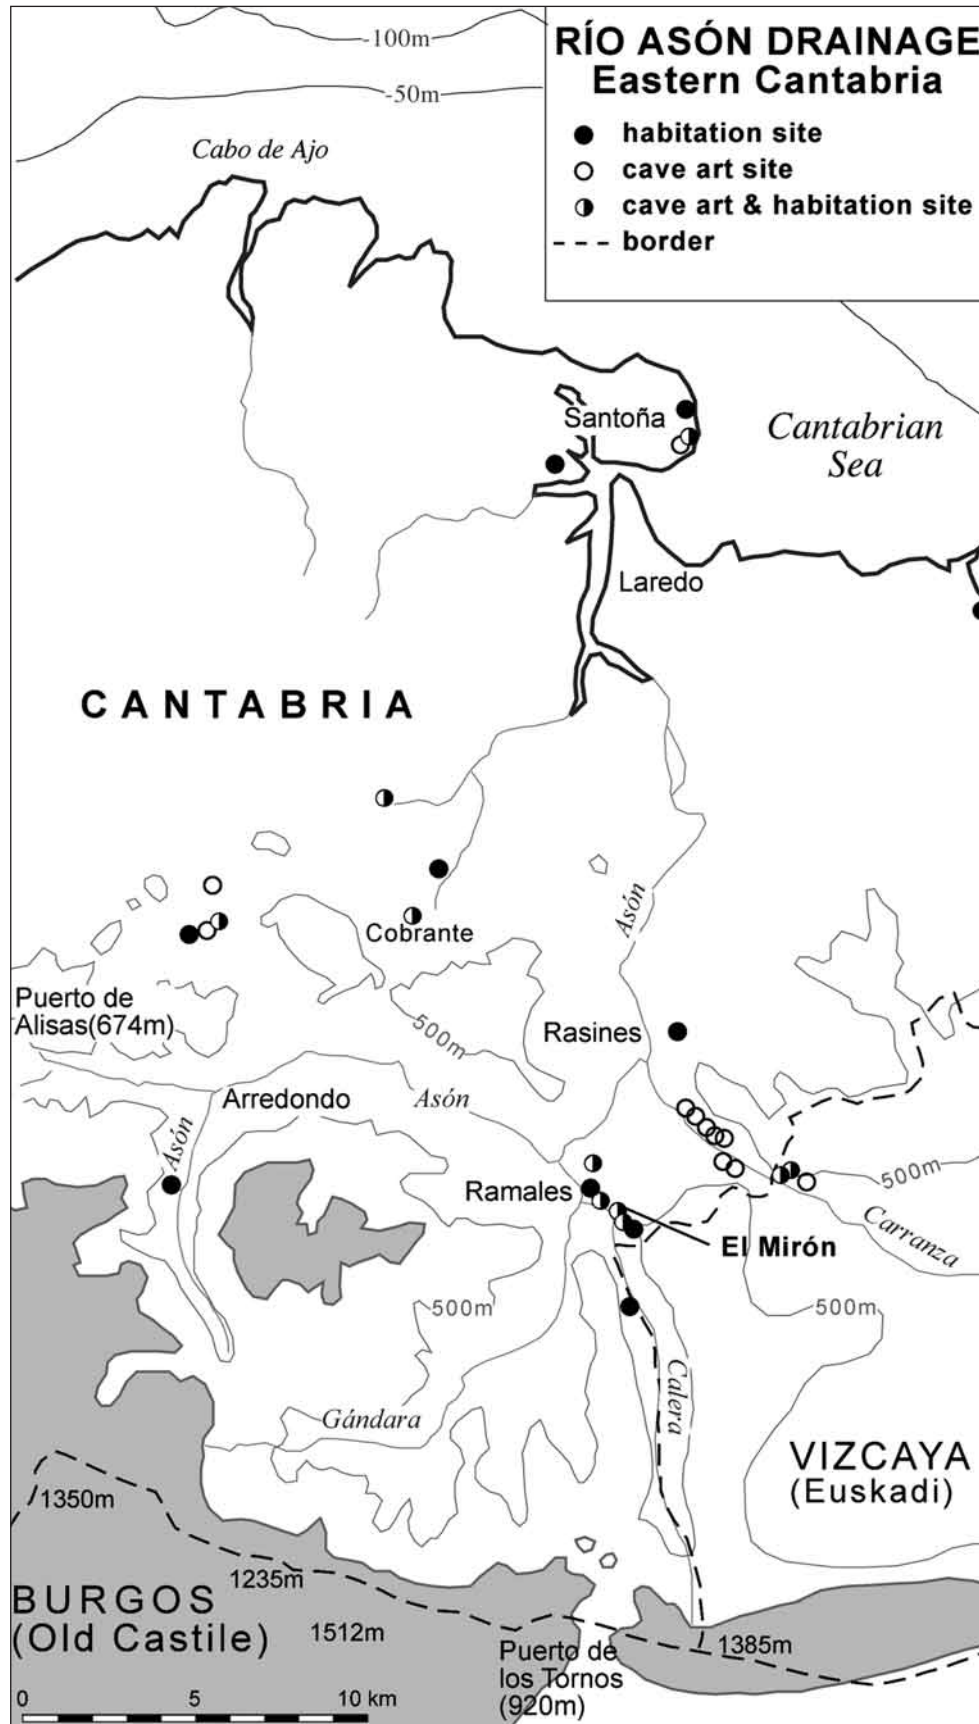 -100m
-50m
RÍO ASÓN DRAINAGE
Eastern Cantabria
habitation site
cave art site
cave art & habitation site
border
Cabo de Ajo
Santoña
Cantabrian
Sea
Laredo
CANTABRIA
Asón
Cobrante
Puerto de
Alisas(674m)
500m
Rasines
Arredondo
Asón
Asón
Ramales
500m
El Mirón
Carranza
500m
500m
Calera
Gándara
VIZCAYA
(Euskadi)
1350m
1235m
BURGOS
(Old Castile)
1512m
1385m
Puerto de
los Tornos
(920m)
0 5 10 km